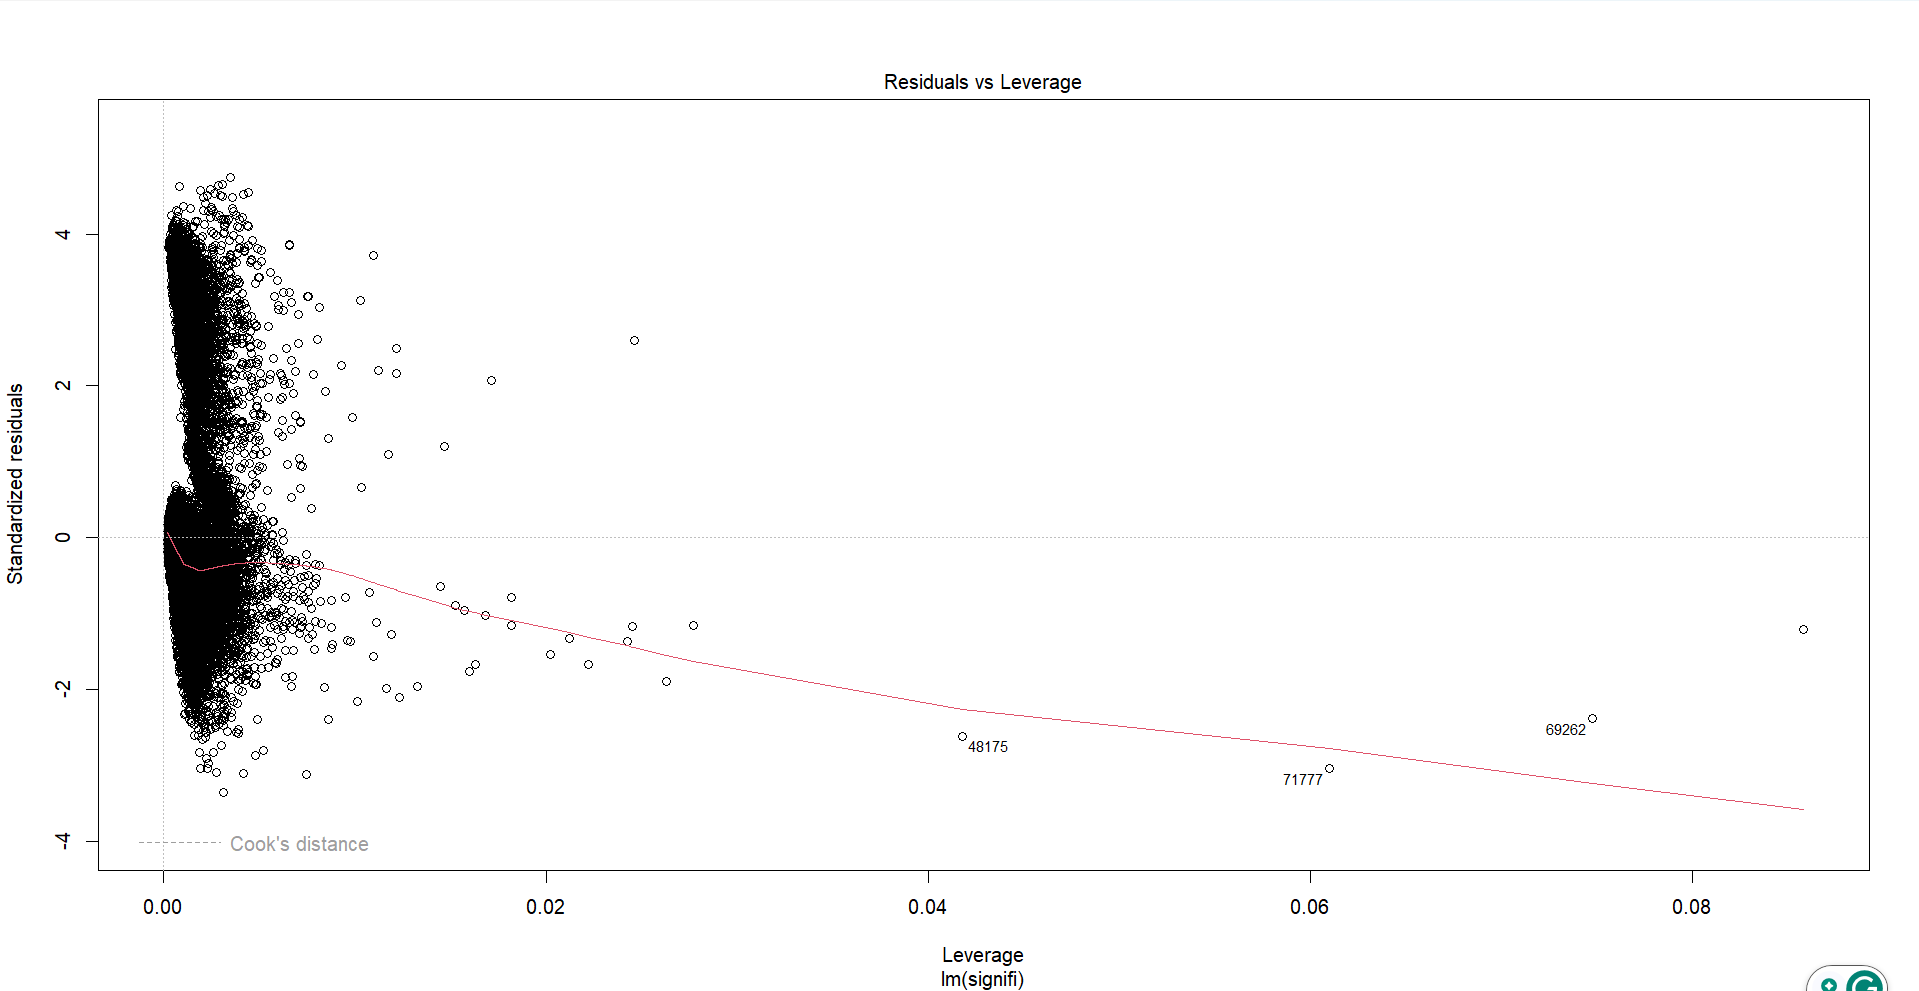 Residuals vs Leverage
Standardized residuals
4
2
0
-2
-4
69262
48175
71777
Cook's distance
0.00 0.02 0.04 0.06 0.08
Leverage
lm(signifi)